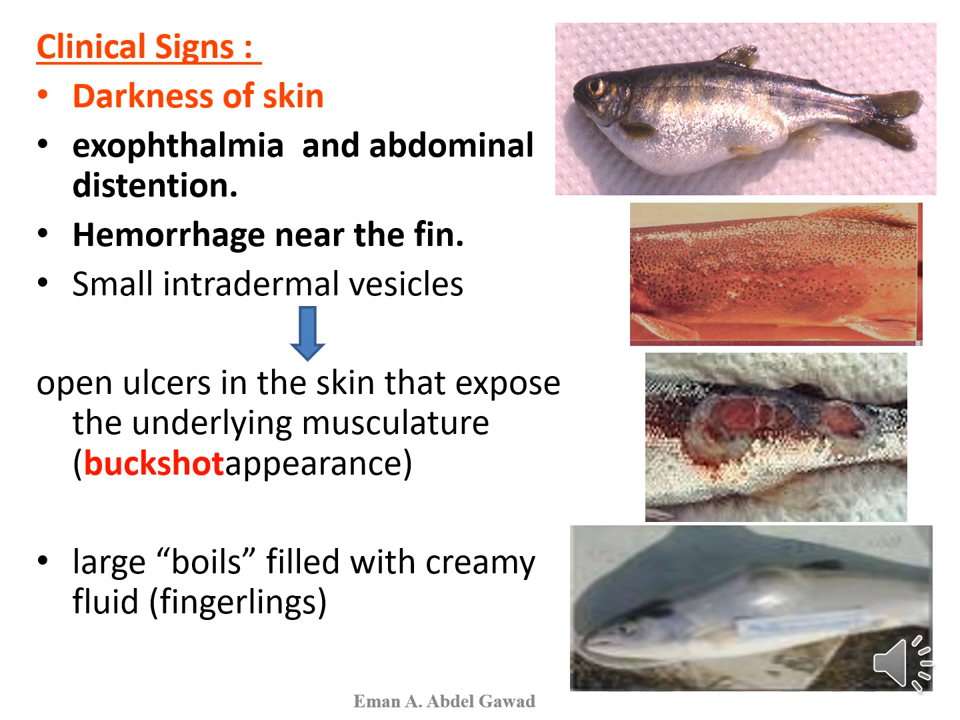 Clinical Signs :
• Darkness of skin
• exophthalmia and abdominal
distention.
• Hemorrhage near the fin.
• Small intradermal vesicles
open ulcers in the skin that expose
the underlying musculature
(buckshotappearance)
• large “boils” filled with creamy
fluid (fingerlings)
Eman A. Abdel Gawad